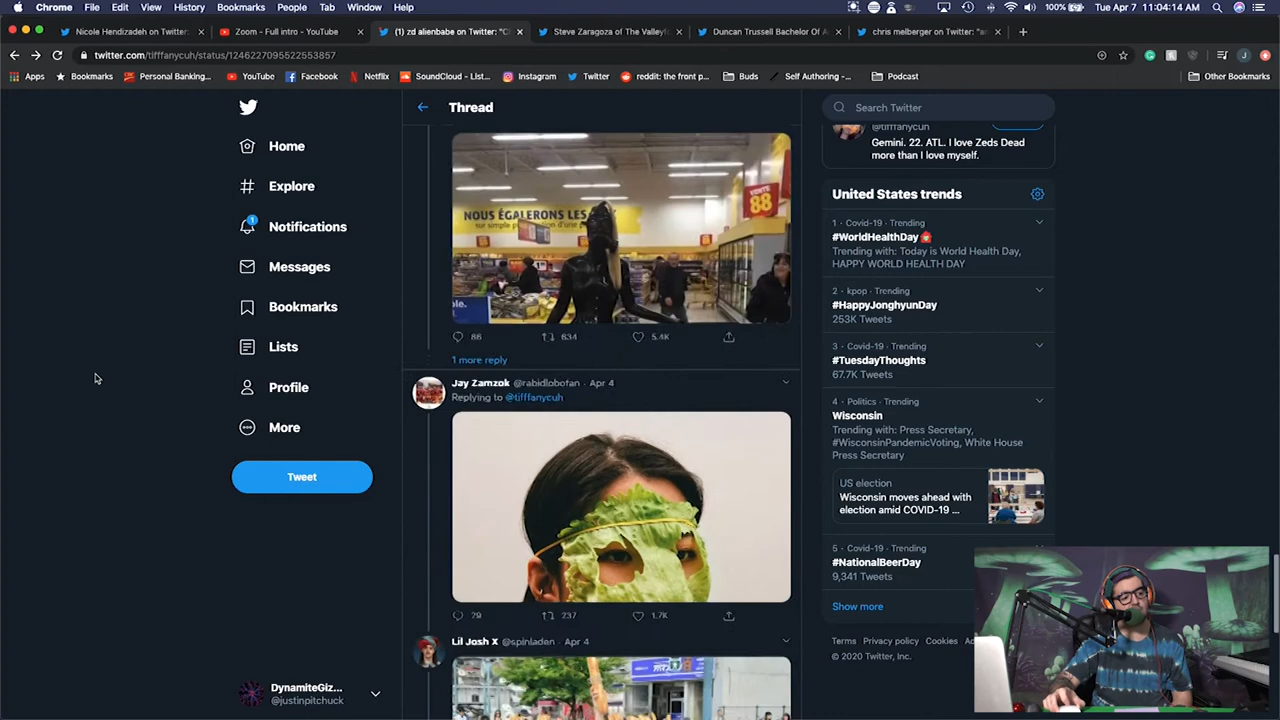 Chrome File Edit View History Bookmarks People Tab Window Help 100% Tue Apr 7 11:04:14 AM
Nicole Hendizadeh on Twitter: × Zoom - Full intro - YouTube × (1) zd alienbabe on Twitter: "C × Steve Zaragoza of The Valleyf × Duncan Trussell Bachelor Of A × chris melberger on Twitter: "a × +
twitter.com/tifffanycuh/status/1246227095522553857
Apps Bookmarks Personal Banking... YouTube Facebook Netflix SoundCloud – List... Instagram Twitter reddit: the front p... Buds Self Authoring -... Podcast Other Bookmarks
Home
Explore
1
Notifications
Messages
Bookmarks
Lists
Profile
More
Tweet
DynamiteGiz...
@justinpitchuck
Thread
NOUS ÉGALERONS LES
VENTE
88
88 834 5.4K
1 more reply
Jay Zamzok @rabidlobofan · Apr 4
Replying to @tifffanycuh
29 237 1.7K
Lil Josh X @spinladen · Apr 4
Search Twitter
@tifffanycuh
Gemini. 22. ATL. I love Zeds Dead
more than I love myself.
United States trends
1 · Covid-19 · Trending
#WorldHealthDay
Trending with: Today is World Health Day,
HAPPY WORLD HEALTH DAY
2 · kpop · Trending
#HappyJonghyunDay
253K Tweets
3 · Covid-19 · Trending
#TuesdayThoughts
67.7K Tweets
4 · Politics · Trending
Wisconsin
Trending with: Press Secretary,
#WisconsinPandemicVoting, White House
Press Secretary
US election
Wisconsin moves ahead with
election amid COVID-19 ...
5 · Covid-19 · Trending
#NationalBeerDay
9,341 Tweets
Show more
Terms Privacy policy Cookies
© 2020 Twitter, Inc.